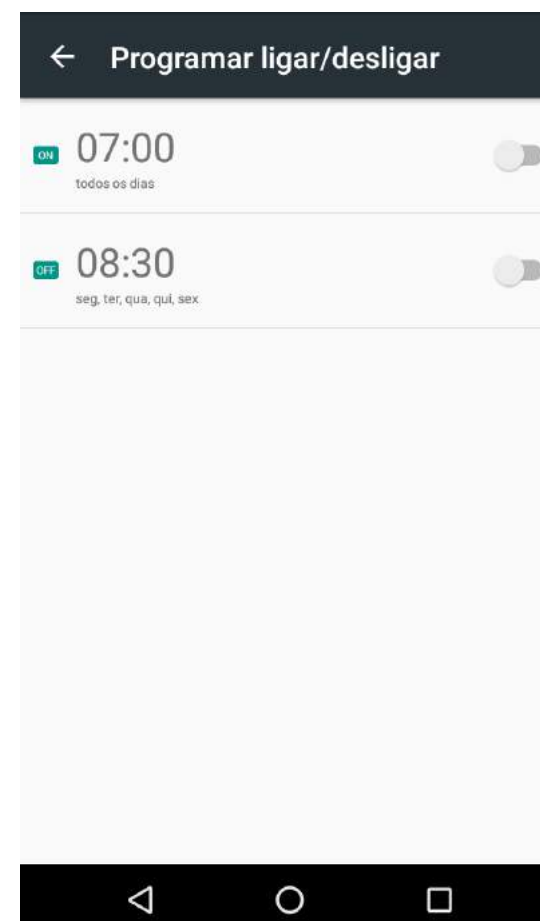 Programar ligar/desligar
ON 07:00
todos os dias
OFF 08:30
seg, ter, qua, qui, sex